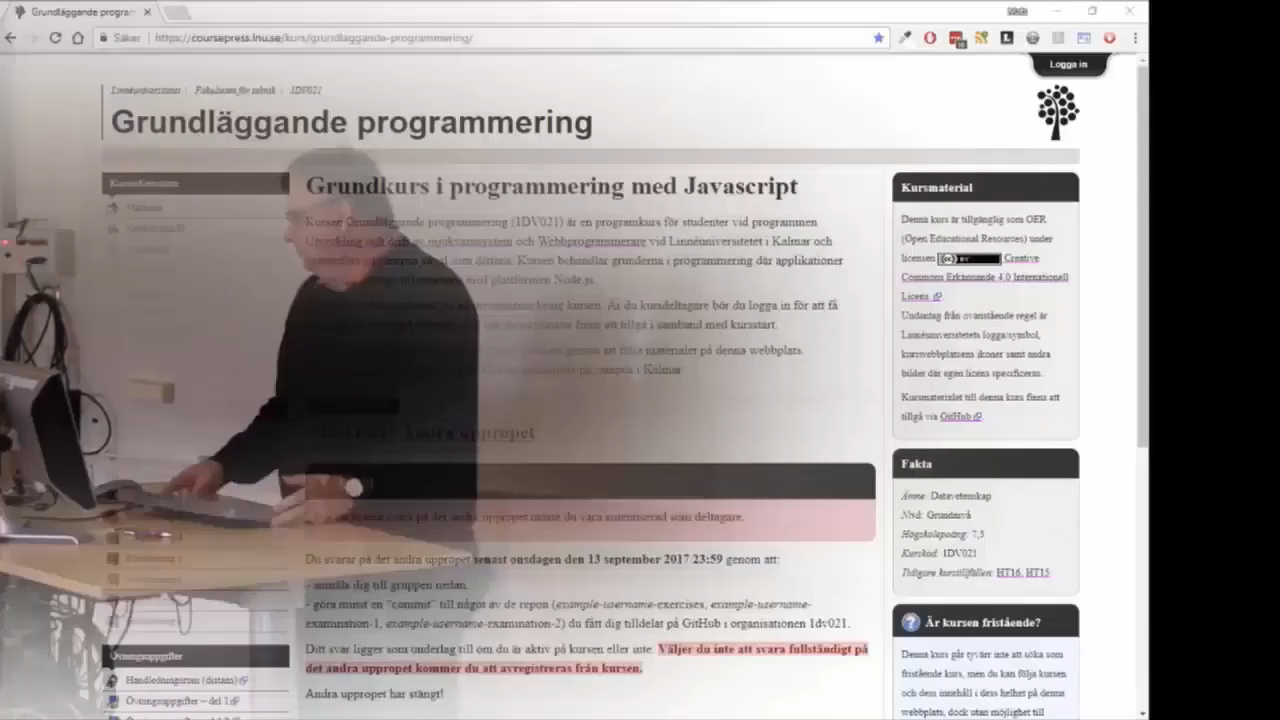 Grundläggande program
Mats
Säker
https://coursepress.lnu.se/kurs/grundlaggande-programmering/
Logga in
Linnéuniversitetet | Fakulteten för teknik | 1DV021
Grundläggande programmering
Grundkurs i programmering med Javascript
Kursen Grundläggande programmering (1DV021) är en programkurs för studenter vid programmen
Utveckling och drift av mjukvarusystem och Webbprogrammerare vid Linnéuniversitetet i Kalmar och
som distans. Kursen behandlar grunderna i programmering där applikationer
med plattformen Node.js.
kring kursen. Är du kursdeltagare bör du logga in för att få
finns att tillgå i samband med kursstart.
genom att följa materialet på denna webbplats.
på campus i Kalmar
Andra uppropet
på det andra uppropet måste du vara autentiserad som deltagare.
Du svarar på det andra uppropet senast onsdagen den 13 september 2017 23:59 genom att:
- anmäla dig till gruppen nedan.
- göra minst en "commit" till något av de repon (example-username-exercises, example-username-
examination-1, example-username-examination-2) du fått dig tilldelat på GitHub i organisationen 1dv021.
Ditt svar ligger som underlag till om du är aktiv på kursen eller inte. Väljer du inte att svara fullständigt på
det andra uppropet kommer du att avregistreras från kursen.
Andra uppropet har stängt!
Övningsuppgifter
Handledningsrum (distans)
Övningsuppgifter – del 1
Kursmaterial
Denna kurs är tillgänglig som OER
(Open Educational Resources) under
licensen (cc) BY Creative
Commons Erkännande 4.0 Internationell
Licens
Undantag från ovanstående regel är
Linnéuniversitetets logga/symbol,
kurswebbplatsens ikoner samt andra
bilder där egen licens specificeras.
Kursmaterialet till denna kurs finns att
tillgå via GitHub
Fakta
Ämne: Datavetenskap
Nivå: Grundnivå
Högskolepoäng: 7,5
Kurskod: 1DV021
Tidigare kurstillfällen: HT16, HT15
Är kursen fristående?
Denna kurs går tyvärr inte att söka som
fristående kurs, men du kan följa kursen
och dess innehåll i dess helhet på denna
webbplats, dock utan möjlighet till